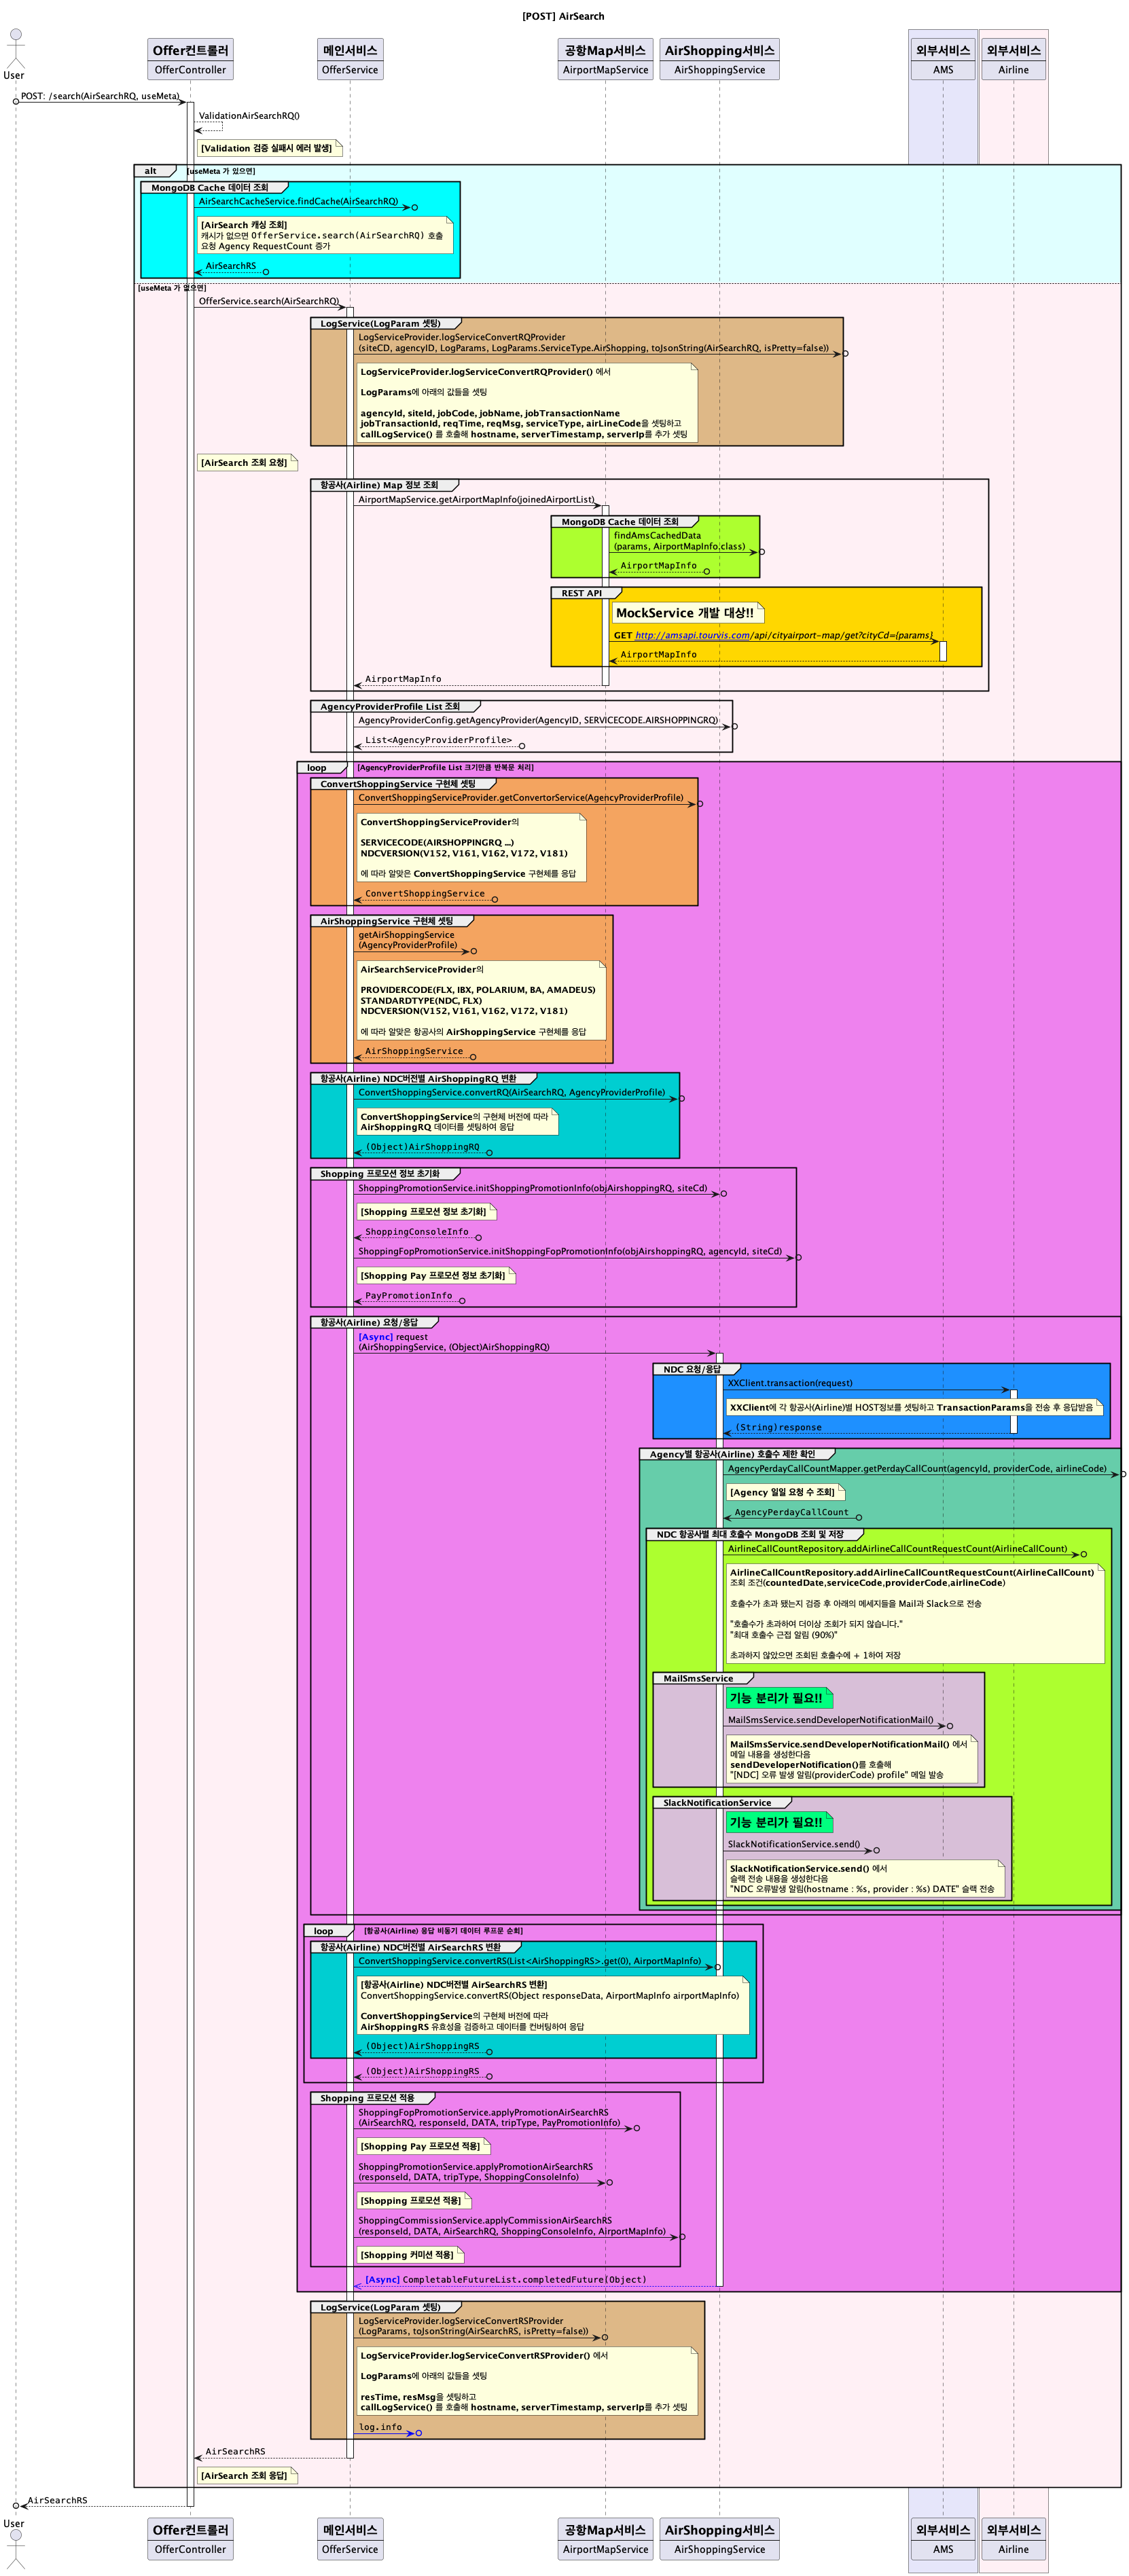 [POST] AirSearch
User
Offer컨트롤러
OfferController
메인서비스
OfferService
공항Map서비스
AirportMapService
AirShopping서비스
AirShoppingService
외부서비스
AMS
외부서비스
Airline
POST: /search(AirSearchRQ, useMeta)
ValidationAirSearchRQ()
[Validation 검증 실패시 에러 발생]
alt [useMeta 가 있으면]
MongoDB Cache 데이터 조회
AirSearchCacheService.findCache(AirSearchRQ)
[AirSearch 캐싱 조회]
캐시가 없으면 OfferService.search(AirSearchRQ) 호출
요청 Agency RequestCount 증가
AirSearchRS
[useMeta 가 없으면]
OfferService.search(AirSearchRQ)
LogService(LogParam 셋팅)
LogServiceProvider.logServiceConvertRQProvider
(siteCD, agencyID, LogParams, LogParams.ServiceType.AirShopping, toJsonString(AirSearchRQ, isPretty=false))
LogServiceProvider.logServiceConvertRQProvider() 에서
LogParams에 아래의 값들을 셋팅
agencyId, siteId, jobCode, jobName, jobTransactionName
jobTransactionId, reqTime, reqMsg, serviceType, airLineCode을 셋팅하고
callLogService() 를 호출해 hostname, serverTimestamp, serverIp를 추가 셋팅
[AirSearch 조회 요청]
항공사(Airline) Map 정보 조회
AirportMapService.getAirportMapInfo(joinedAirportList)
MongoDB Cache 데이터 조회
findAmsCachedData
(params, AirportMapInfo.class)
AirportMapInfo
REST API
MockService 개발 대상!!
GET http://amsapi.tourvis.com/api/cityairport-map/get?cityCd={params}
AirportMapInfo
AirportMapInfo
AgencyProviderProfile List 조회
AgencyProviderConfig.getAgencyProvider(AgencyID, SERVICECODE.AIRSHOPPINGRQ)
List<AgencyProviderProfile>
loop [AgencyProviderProfile List 크기만큼 반복문 처리]
ConvertShoppingService 구현체 셋팅
ConvertShoppingServiceProvider.getConvertorService(AgencyProviderProfile)
ConvertShoppingServiceProvider의
SERVICECODE(AIRSHOPPINGRQ ...)
NDCVERSION(V152, V161, V162, V172, V181)
에 따라 알맞은 ConvertShoppingService 구현체를 응답
ConvertShoppingService
AirShoppingService 구현체 셋팅
getAirShoppingService
(AgencyProviderProfile)
AirSearchServiceProvider의
PROVIDERCODE(FLX, IBX, POLARIUM, BA, AMADEUS)
STANDARDTYPE(NDC, FLX)
NDCVERSION(V152, V161, V162, V172, V181)
에 따라 알맞은 항공사의 AirShoppingService 구현체를 응답
AirShoppingService
항공사(Airline) NDC버전별 AirShoppingRQ 변환
ConvertShoppingService.convertRQ(AirSearchRQ, AgencyProviderProfile)
ConvertShoppingService의 구현체 버전에 따라
AirShoppingRQ 데이터를 셋팅하여 응답
(Object)AirShoppingRQ
Shopping 프로모션 정보 초기화
ShoppingPromotionService.initShoppingPromotionInfo(objAirshoppingRQ, siteCd)
[Shopping 프로모션 정보 초기화]
ShoppingConsoleInfo
ShoppingFopPromotionService.initShoppingFopPromotionInfo(objAirshoppingRQ, agencyId, siteCd)
[Shopping Pay 프로모션 정보 초기화]
PayPromotionInfo
항공사(Airline) 요청/응답
[Async] request
(AirShoppingService, (Object)AirShoppingRQ)
NDC 요청/응답
XXClient.transaction(request)
XXClient에 각 항공사(Airline)별 HOST정보를 셋팅하고 TransactionParams을 전송 후 응답받음
(String)response
Agency별 항공사(Airline) 호출수 제한 확인
AgencyPerdayCallCountMapper.getPerdayCallCount(agencyId, providerCode, airlineCode)
[Agency 일일 요청 수 조회]
AgencyPerdayCallCount
NDC 항공사별 최대 호출수 MongoDB 조회 및 저장
AirlineCallCountRepository.addAirlineCallCountRequestCount(AirlineCallCount)
AirlineCallCountRepository.addAirlineCallCountRequestCount(AirlineCallCount)
조회 조건(countedDate,serviceCode,providerCode,airlineCode)
호출수가 초과 됐는지 검증 후 아래의 메세지들을 Mail과 Slack으로 전송
"호출수가 초과하여 더이상 조회가 되지 않습니다."
"최대 호출수 근접 알림 (90%)"
초과하지 않았으면 조회된 호출수에 + 1하여 저장
MailSmsService
기능 분리가 필요!!
MailSmsService.sendDeveloperNotificationMail()
MailSmsService.sendDeveloperNotificationMail() 에서
메일 내용을 생성한다음
sendDeveloperNotification()를 호출해
"[NDC] 오류 발생 알림(providerCode) profile" 메일 발송
SlackNotificationService
기능 분리가 필요!!
SlackNotificationService.send()
SlackNotificationService.send() 에서
슬랙 전송 내용을 생성한다음
"NDC 오류발생 알림(hostname : %s, provider : %s) DATE" 슬랙 전송
loop [항공사(Airline) 응답 비동기 데이터 루프문 순회]
항공사(Airline) NDC버전별 AirSearchRS 변환
ConvertShoppingService.convertRS(List<AirShoppingRS>.get(0), AirportMapInfo)
[항공사(Airline) NDC버전별 AirSearchRS 변환]
ConvertShoppingService.convertRS(Object responseData, AirportMapInfo airportMapInfo)
ConvertShoppingService의 구현체 버전에 따라
AirShoppingRS 유효성을 검증하고 데이터를 컨버팅하여 응답
(Object)AirShoppingRS
(Object)AirShoppingRS
Shopping 프로모션 적용
ShoppingFopPromotionService.applyPromotionAirSearchRS
(AirSearchRQ, responseId, DATA, tripType, PayPromotionInfo)
[Shopping Pay 프로모션 적용]
ShoppingPromotionService.applyPromotionAirSearchRS
(responseId, DATA, tripType, ShoppingConsoleInfo)
[Shopping 프로모션 적용]
ShoppingCommissionService.applyCommissionAirSearchRS
(responseId, DATA, AirSearchRQ, ShoppingConsoleInfo, AirportMapInfo)
[Shopping 커미션 적용]
[Async] CompletableFutureList.completedFuture(Object)
LogService(LogParam 셋팅)
LogServiceProvider.logServiceConvertRSProvider
(LogParams, toJsonString(AirSearchRS, isPretty=false))
LogServiceProvider.logServiceConvertRSProvider() 에서
LogParams에 아래의 값들을 셋팅
resTime, resMsg을 셋팅하고
callLogService() 를 호출해 hostname, serverTimestamp, serverIp를 추가 셋팅
log.info
AirSearchRS
[AirSearch 조회 응답]
AirSearchRS
User
Offer컨트롤러
OfferController
메인서비스
OfferService
공항Map서비스
AirportMapService
AirShopping서비스
AirShoppingService
외부서비스
AMS
외부서비스
Airline